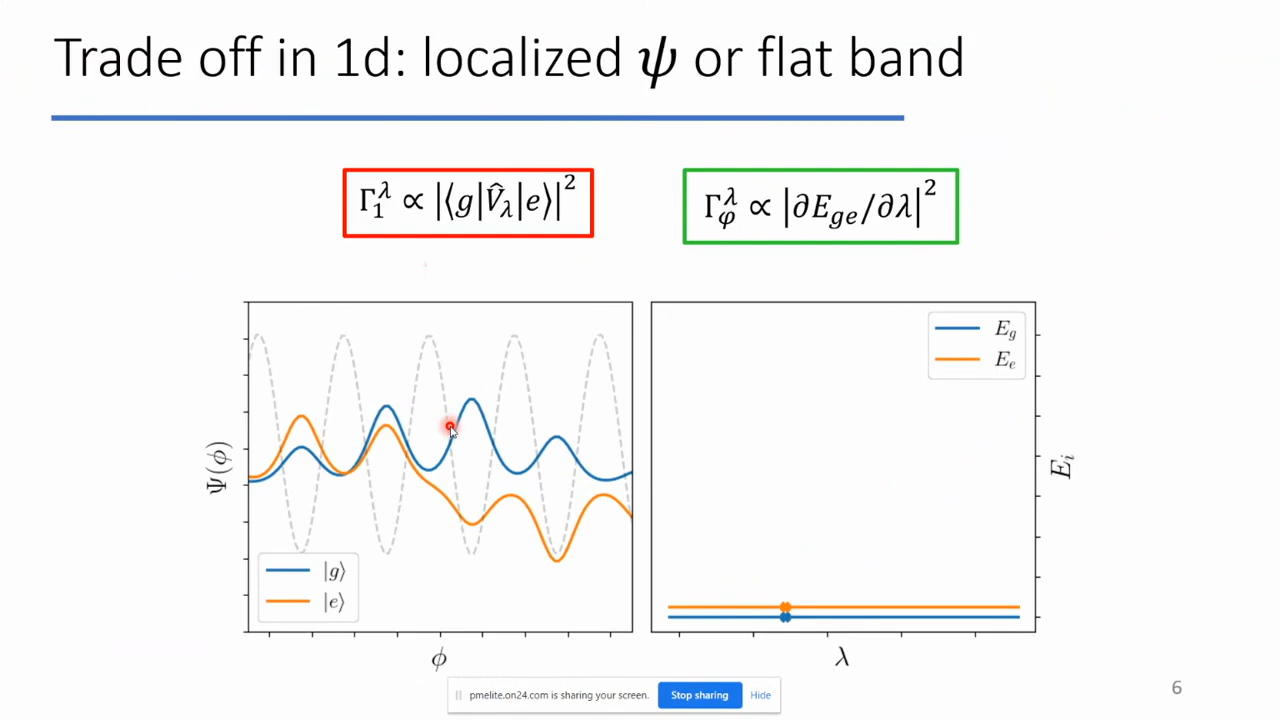 Trade off in 1d: localized ψ or flat band
Γ₁^λ ∝ |⟨g|V̂_λ|e⟩|²
Γ_φ^λ ∝ |∂E_ge/∂λ|²
Ψ(ϕ)
|g⟩
|e⟩
ϕ
E_g
E_e
E_i
λ
pmelite.on24.com is sharing your screen.
Stop sharing
Hide
6